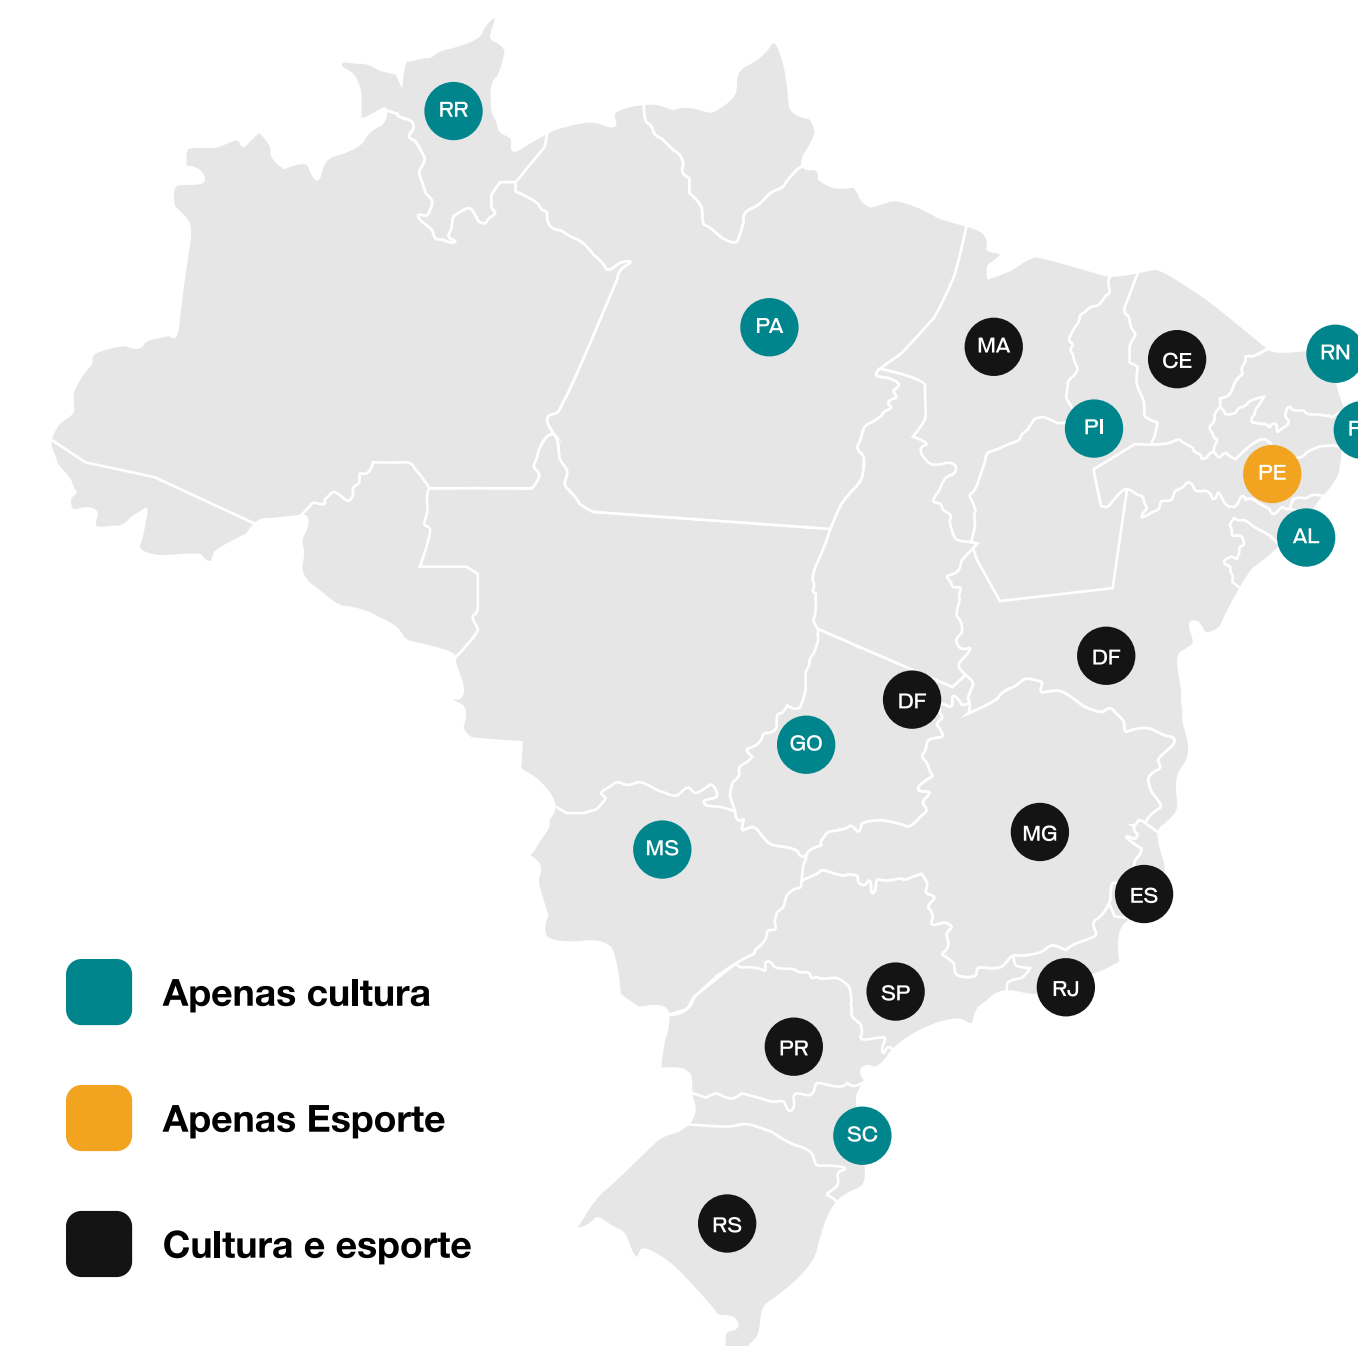 RR
PA
MA
CE
RN
PI
PE
AL
DF
DF
GO
MG
MS
ES
SP
RJ
PR
SC
RS
Apenas cultura
Apenas Esporte
Cultura e esporte